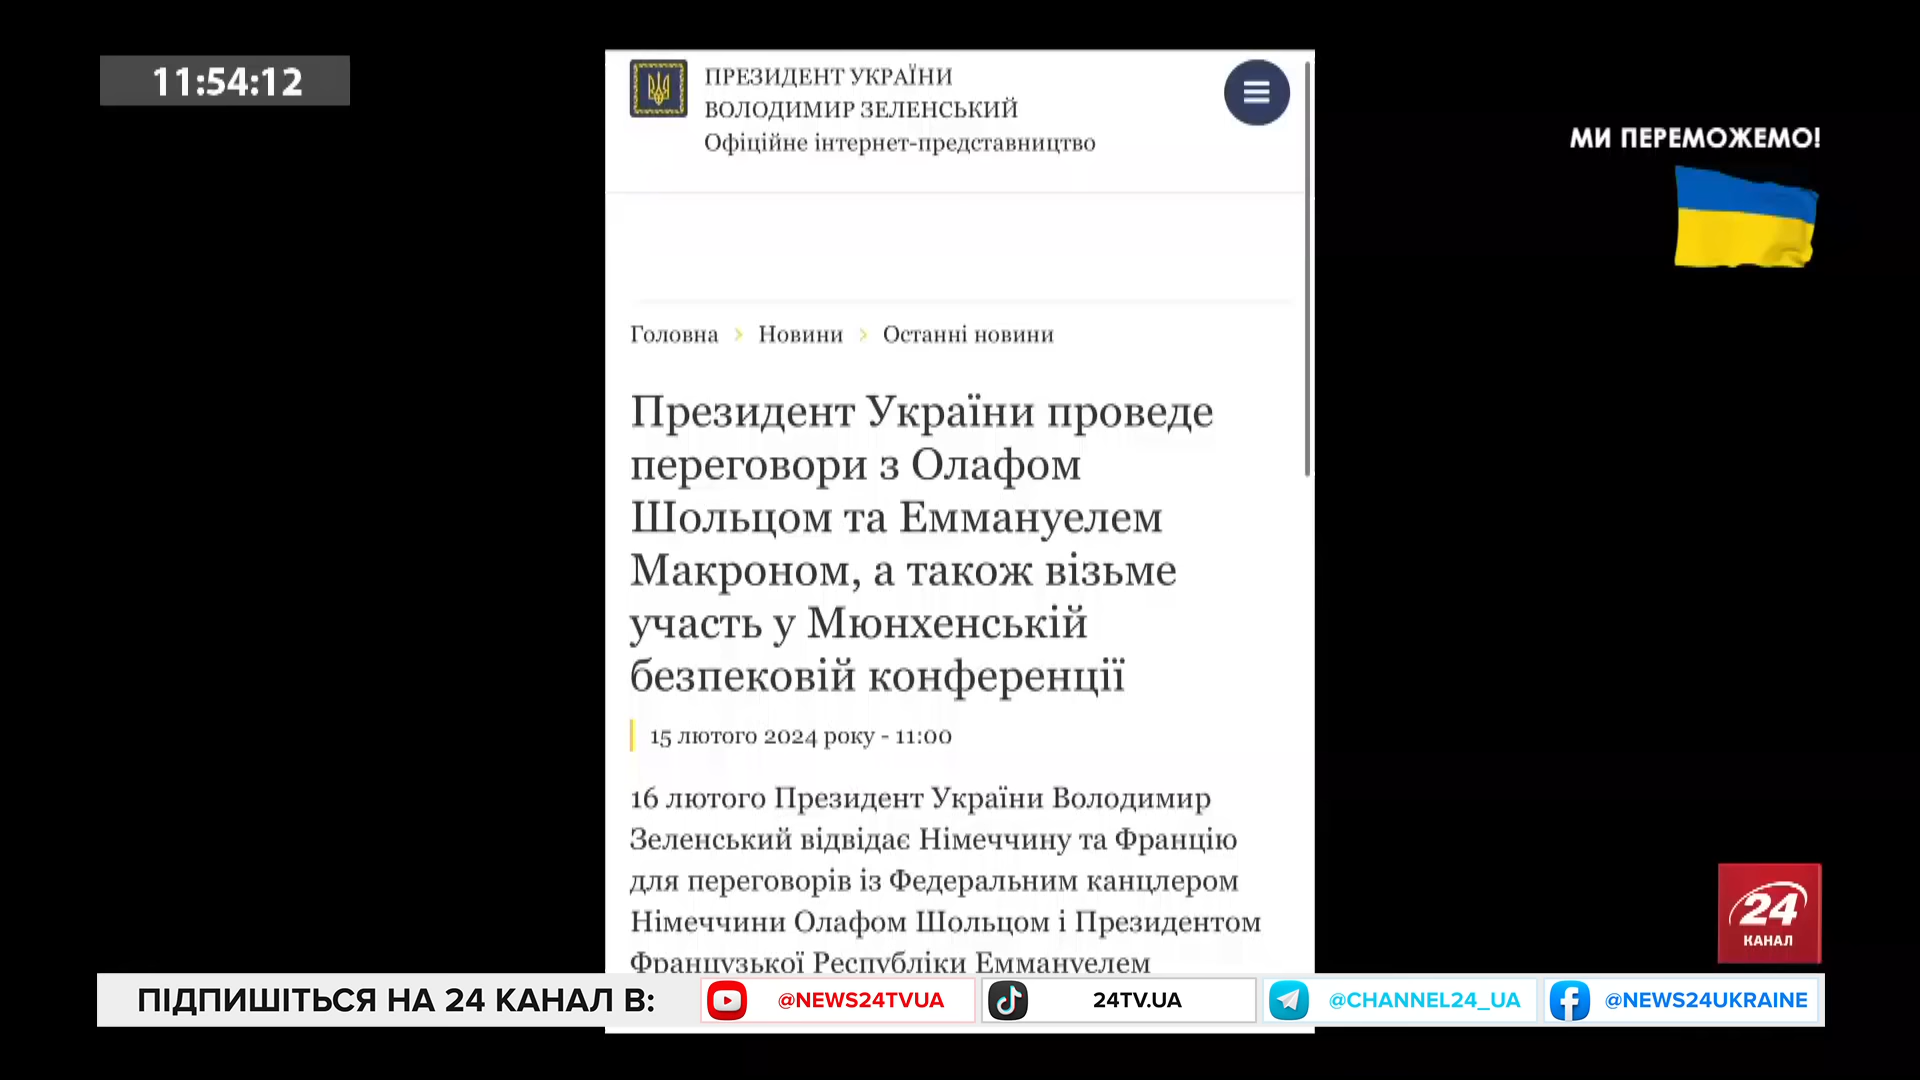 11:54:12
ПРЕЗИДЕНТ УКРАЇНИ
ВОЛОДИМИР ЗЕЛЕНСЬКИЙ
Офіційне інтернет-представництво
МИ ПЕРЕМОЖЕМО!
Головна > Новини > Останні новини
Президент України проведе
переговори з Олафом
Шольцом та Еммануелем
Макроном, а також візьме
участь у Мюнхенській
безпековій конференції
15 лютого 2024 року - 11:00
16 лютого Президент України Володимир
Зеленський відвідає Німеччину та Францію
для переговорів із Федеральним канцлером
Німеччини Олафом Шольцом і Президентом
Французької Республіки Еммануелем
24
КАНАЛ
ПІДПИШІТЬСЯ НА 24 КАНАЛ В: @NEWS24TVUA 24TV.UA @CHANNEL24_UA @NEWS24UKRAINE